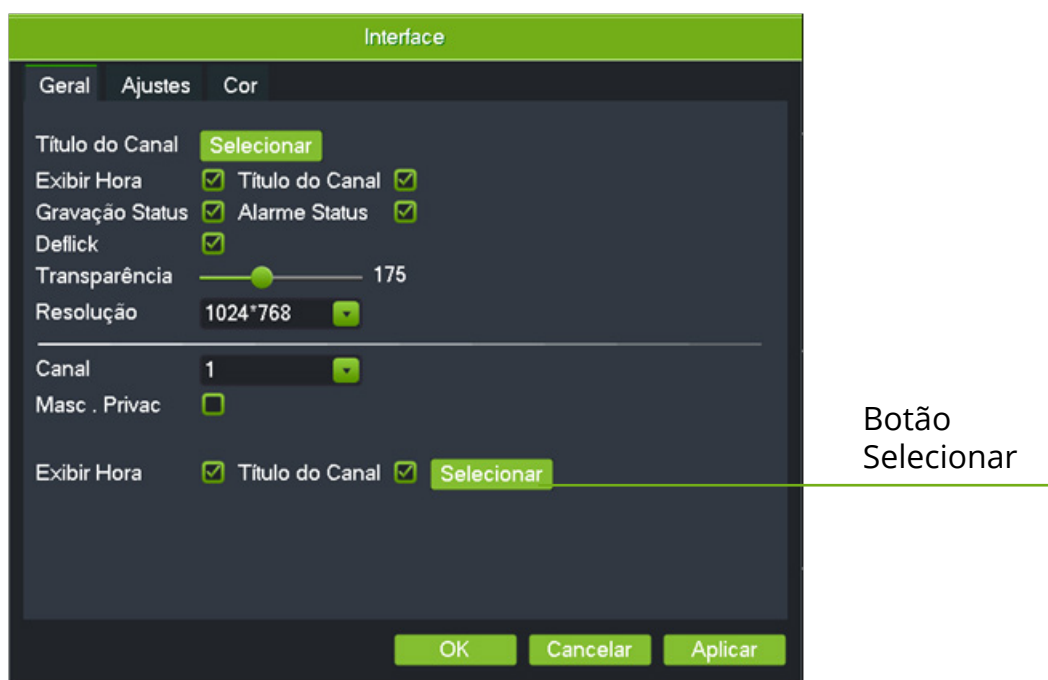 Interface
Geral Ajustes Cor
Título do Canal Selecionar
Exibir Hora Título do Canal
Gravação Status Alarme Status
Deflick
Transparência 175
Resolução 1024*768
Canal 1
Masc . Privac
Exibir Hora Título do Canal Selecionar
Botão
Selecionar
OK Cancelar Aplicar